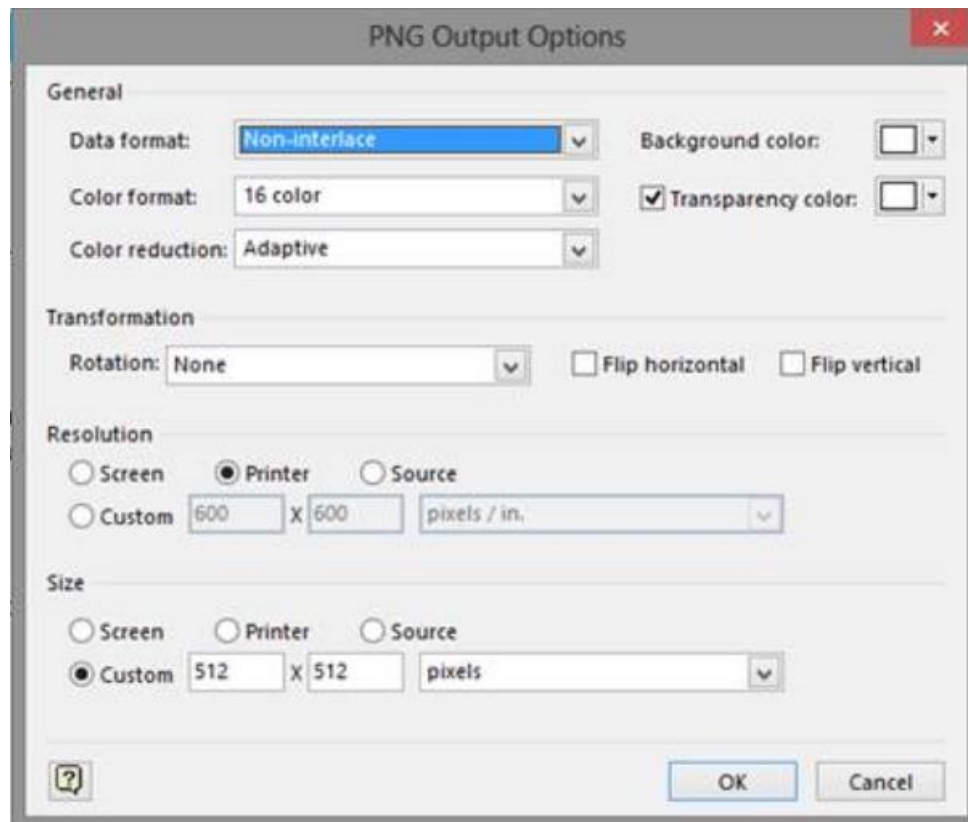 PNG Output Options
General
Data format: Non-interlace Background color:
Color format: 16 color Transparency color:
Color reduction: Adaptive
Transformation
Rotation: None Flip horizontal Flip vertical
Resolution
Screen Printer Source
Custom 600 X 600 pixels / in.
Size
Screen Printer Source
Custom 512 X 512 pixels
OK Cancel